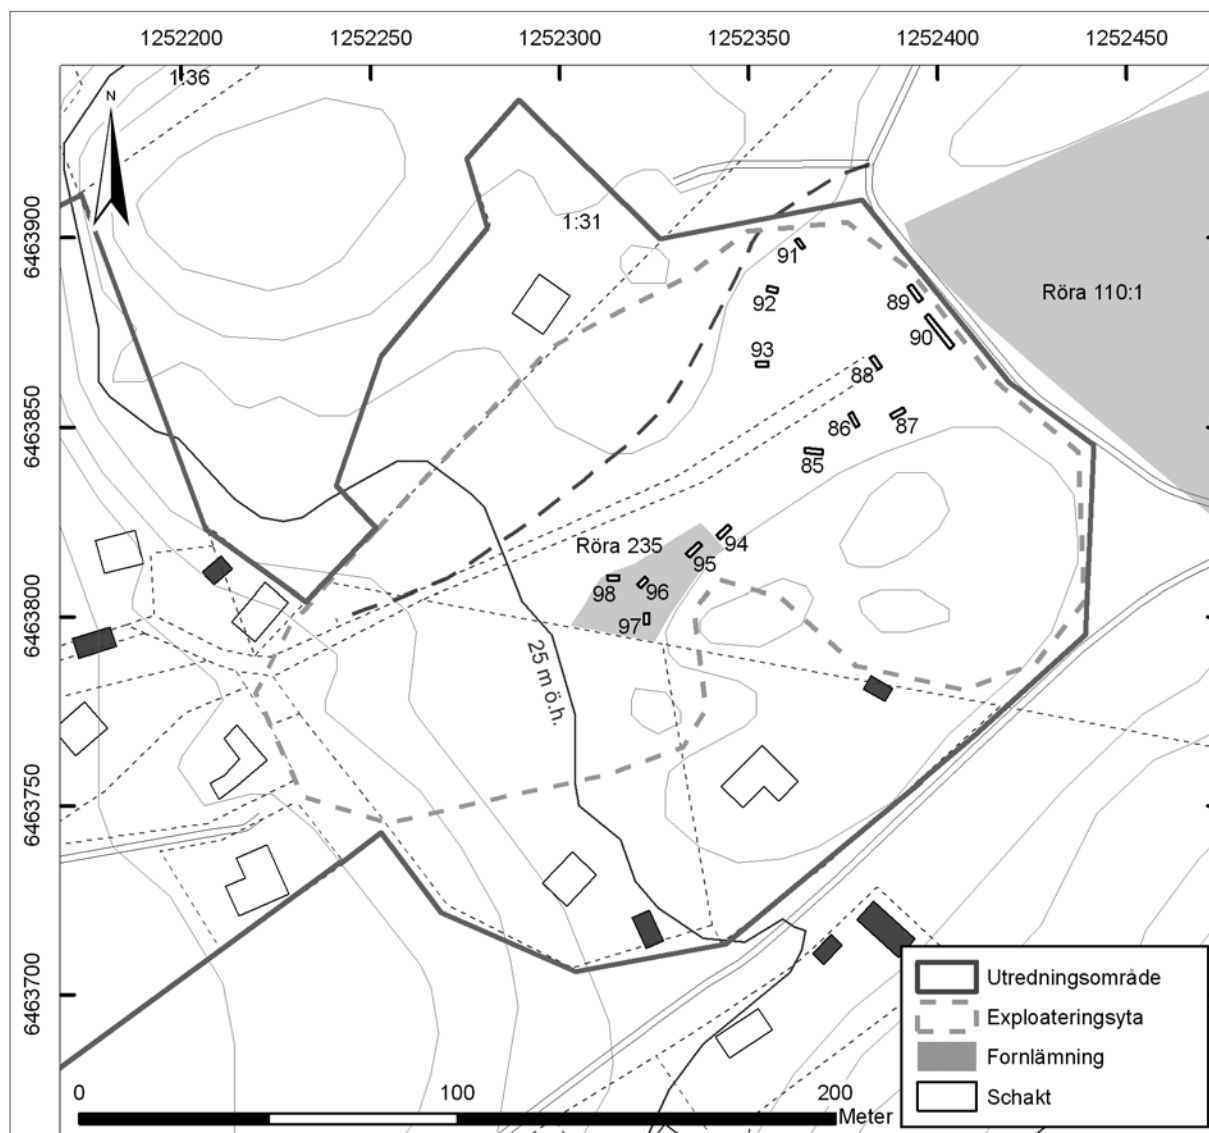 1252200 1252250 1252300 1252350 1252400 1252450
1:36
N
6463900
1:31
91
Röra 110:1
92
89
90
93
88
6463850
86
87
85
Röra 235
94
95
98
96
6463800
97
25 m ö.h.
6463750
6463700
Utredningsområde
Exploateringsyta
Fornlämning
Schakt
0 100 200
Meter